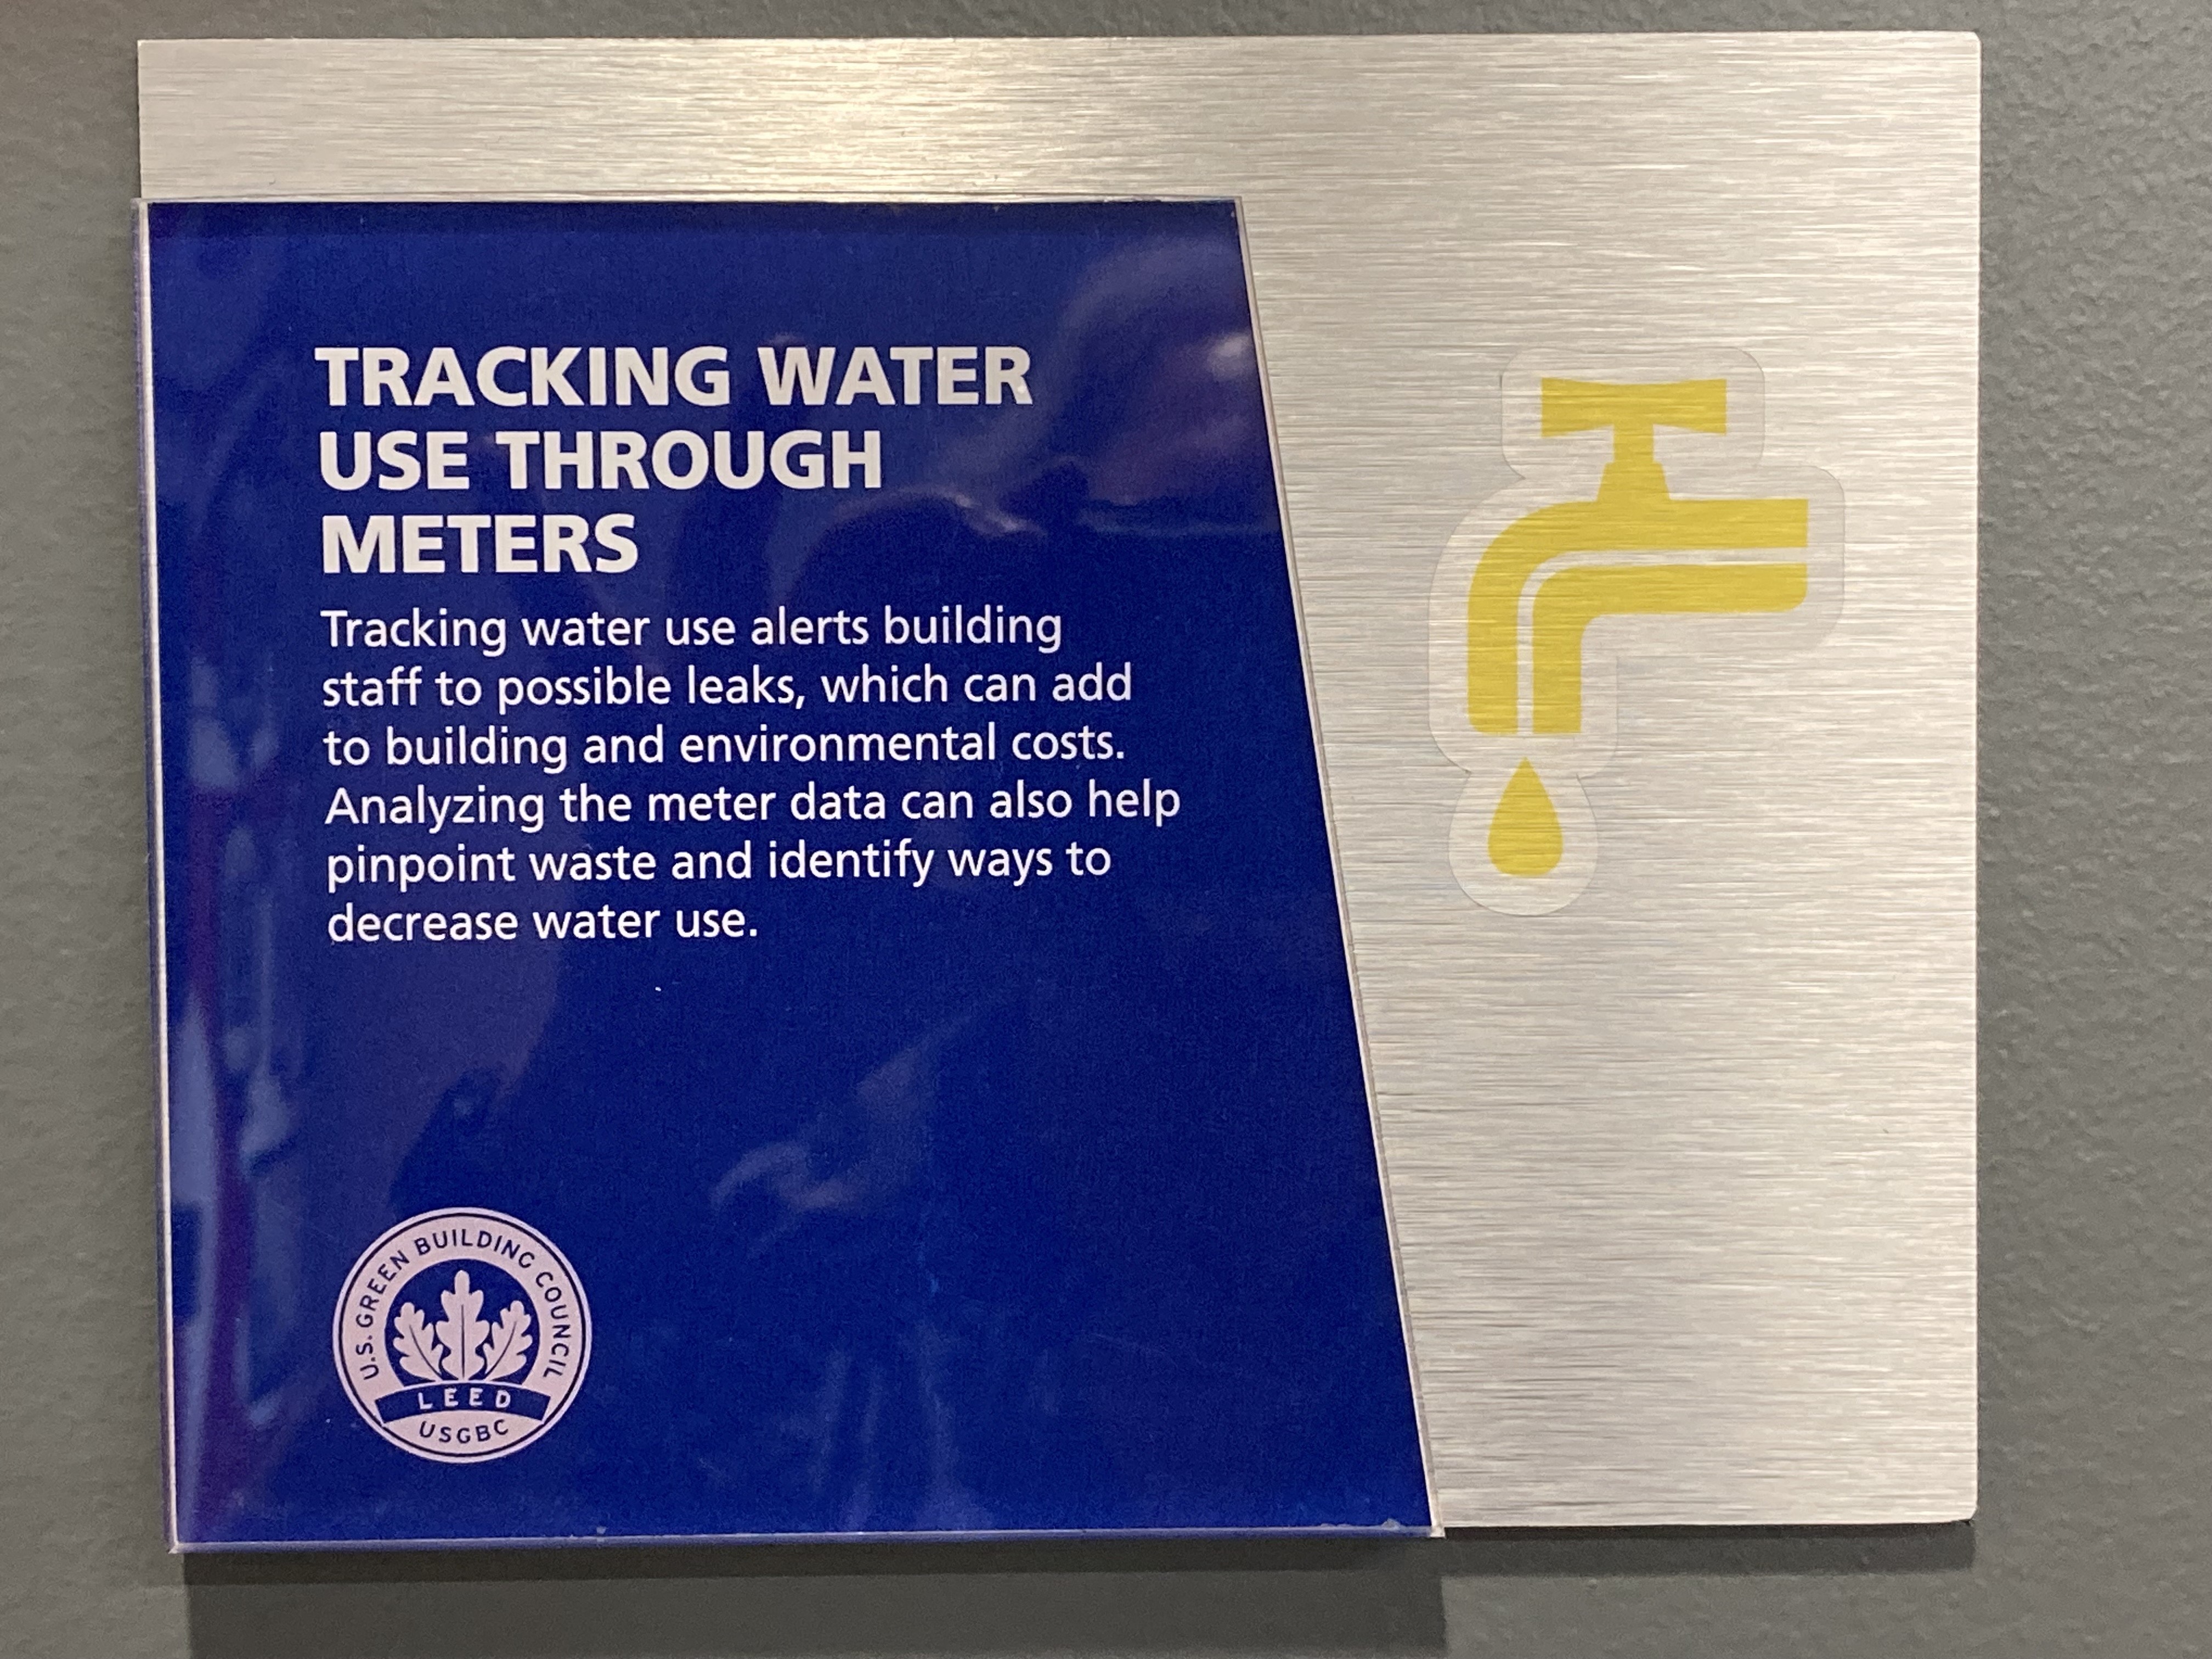 TRACKING WATER
USE THROUGH
METERS
Tracking water use alerts building
staff to possible leaks, which can add
to building and environmental costs.
Analyzing the meter data can also help
pinpoint waste and identify ways to
decrease water use.
U.S. GREEN BUILDING COUNCIL
LEED
USGBC